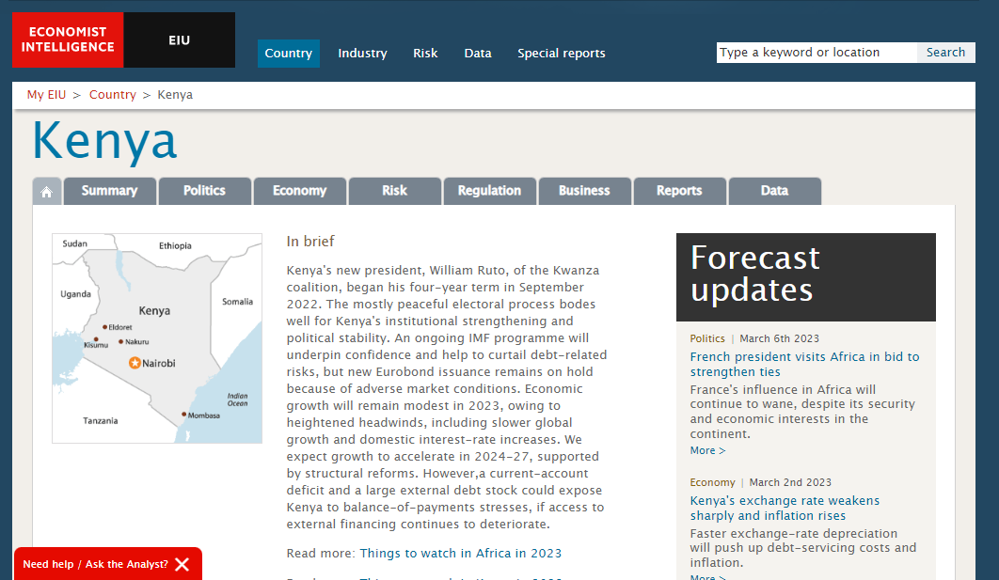 ECONOMIST
INTELLIGENCE
EIU
Country
Industry
Risk
Data
Special reports
Type a keyword or location
Search
My EIU > Country > Kenya
Kenya
Summary
Politics
Economy
Risk
Regulation
Business
Reports
Data
Sudan
Ethiopia
Uganda
Kenya
Somalia
Eldoret
Kisumu
Nakuru
Nairobi
Indian
Ocean
Mombasa
Tanzania
In brief
Kenya's new president, William Ruto, of the Kwanza
coalition, began his four-year term in September
2022. The mostly peaceful electoral process bodes
well for Kenya's institutional strengthening and
political stability. An ongoing IMF programme will
underpin confidence and help to curtail debt-related
risks, but new Eurobond issuance remains on hold
because of adverse market conditions. Economic
growth will remain modest in 2023, owing to
heightened headwinds, including slower global
growth and domestic interest-rate increases. We
expect growth to accelerate in 2024-27, supported
by structural reforms. However,a current-account
deficit and a large external debt stock could expose
Kenya to balance-of-payments stresses, if access to
external financing continues to deteriorate.
Read more: Things to watch in Africa in 2023
Forecast
updates
Politics | March 6th 2023
French president visits Africa in bid to
strengthen ties
France's influence in Africa will
continue to wane, despite its security
and economic interests in the
continent.
More >
Economy | March 2nd 2023
Kenya's exchange rate weakens
sharply and inflation rises
Faster exchange-rate depreciation
will push up debt-servicing costs and
inflation.
More >
Need help / Ask the Analyst?